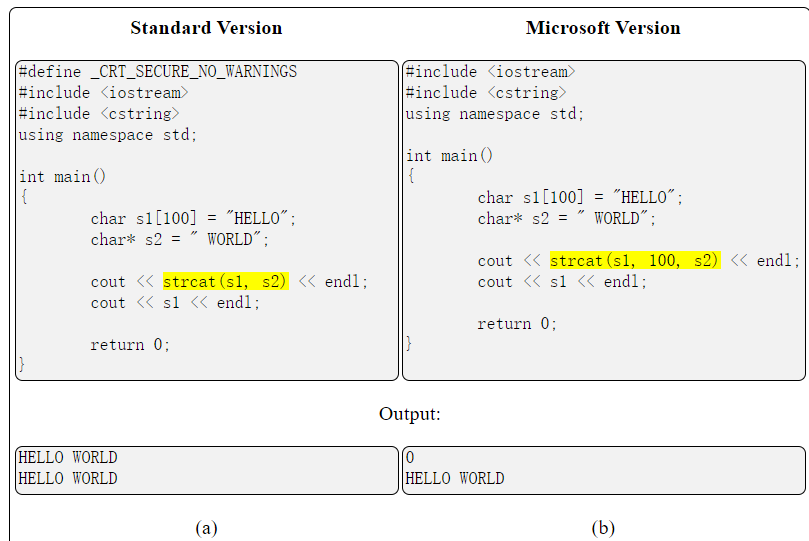 Standard Version
#define _CRT_SECURE_NO_WARNINGS
#include <iostream>
#include <cstring>
using namespace std;
int main()
{
char s1[100] = "HELLO";
char* s2 = " WORLD";
cout << strcat(s1, s2) << endl;
cout << s1 << endl;
return 0;
}
Microsoft Version
#include <iostream>
#include <cstring>
using namespace std;
int main()
{
char s1[100] = "HELLO";
char* s2 = " WORLD";
cout << strcat(s1, 100, s2) << endl;
cout << s1 << endl;
return 0;
}
Output:
HELLO WORLD
HELLO WORLD
0
HELLO WORLD
(a)
(b)